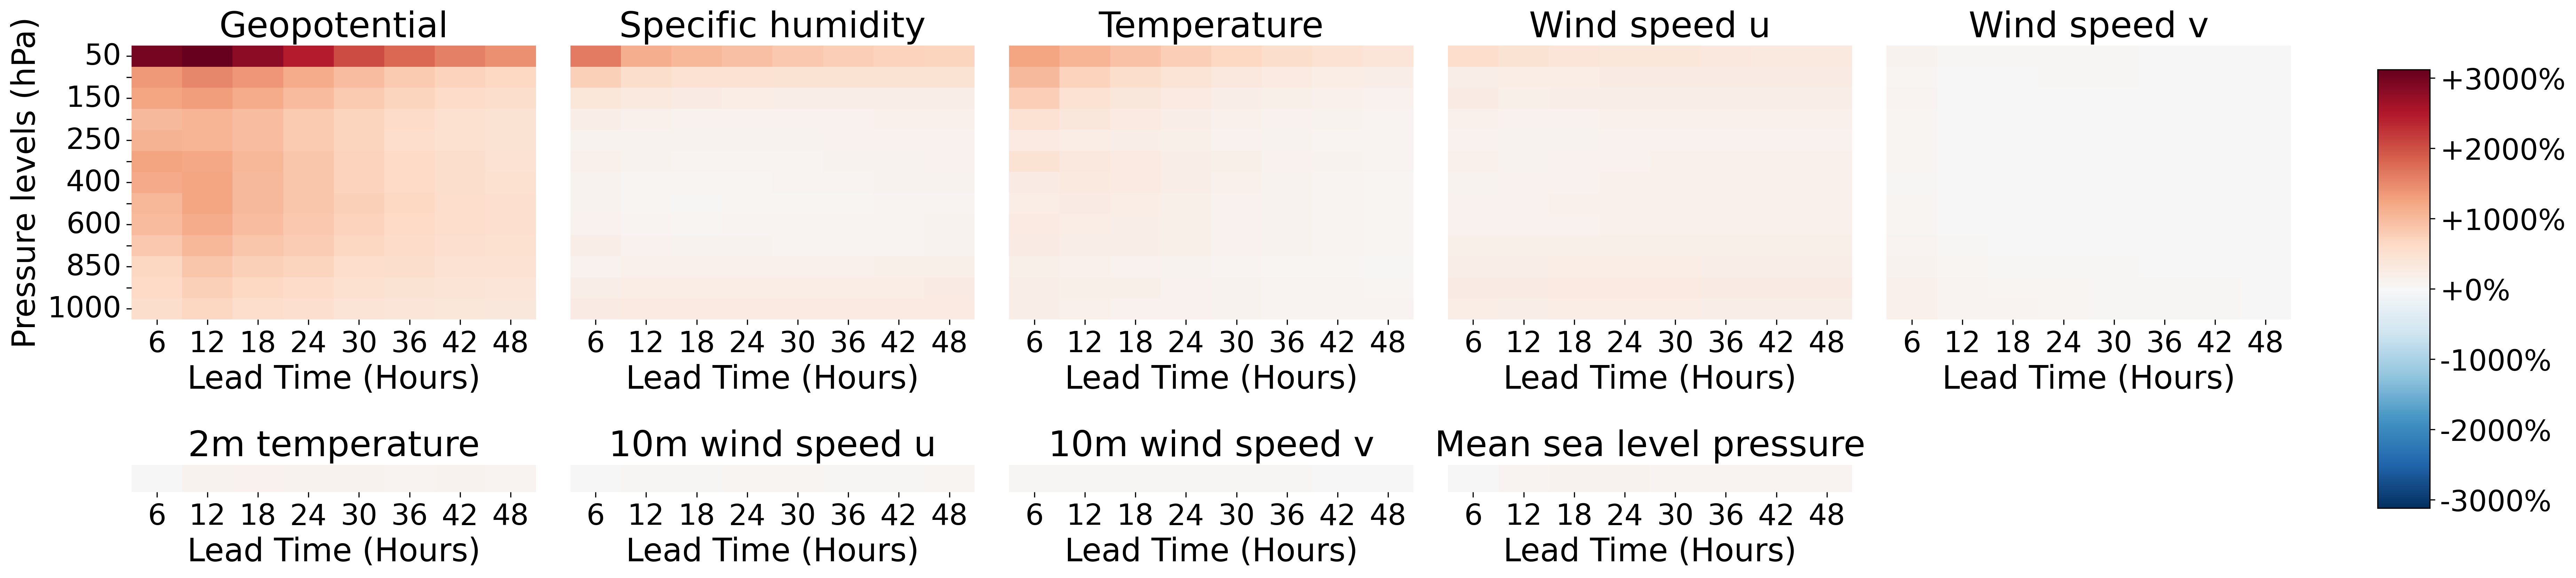 Geopotential
Specific humidity
Temperature
Wind speed u
Wind speed v
Pressure levels (hPa)
50
150
250
400
600
850
1000
6 12 18 24 30 36 42 48
6 12 18 24 30 36 42 48
6 12 18 24 30 36 42 48
6 12 18 24 30 36 42 48
6 12 18 24 30 36 42 48
Lead Time (Hours)
Lead Time (Hours)
Lead Time (Hours)
Lead Time (Hours)
Lead Time (Hours)
+3000%
+2000%
+1000%
+0%
-1000%
-2000%
-3000%
2m temperature
10m wind speed u
10m wind speed v
Mean sea level pressure
6 12 18 24 30 36 42 48
6 12 18 24 30 36 42 48
6 12 18 24 30 36 42 48
6 12 18 24 30 36 42 48
Lead Time (Hours)
Lead Time (Hours)
Lead Time (Hours)
Lead Time (Hours)